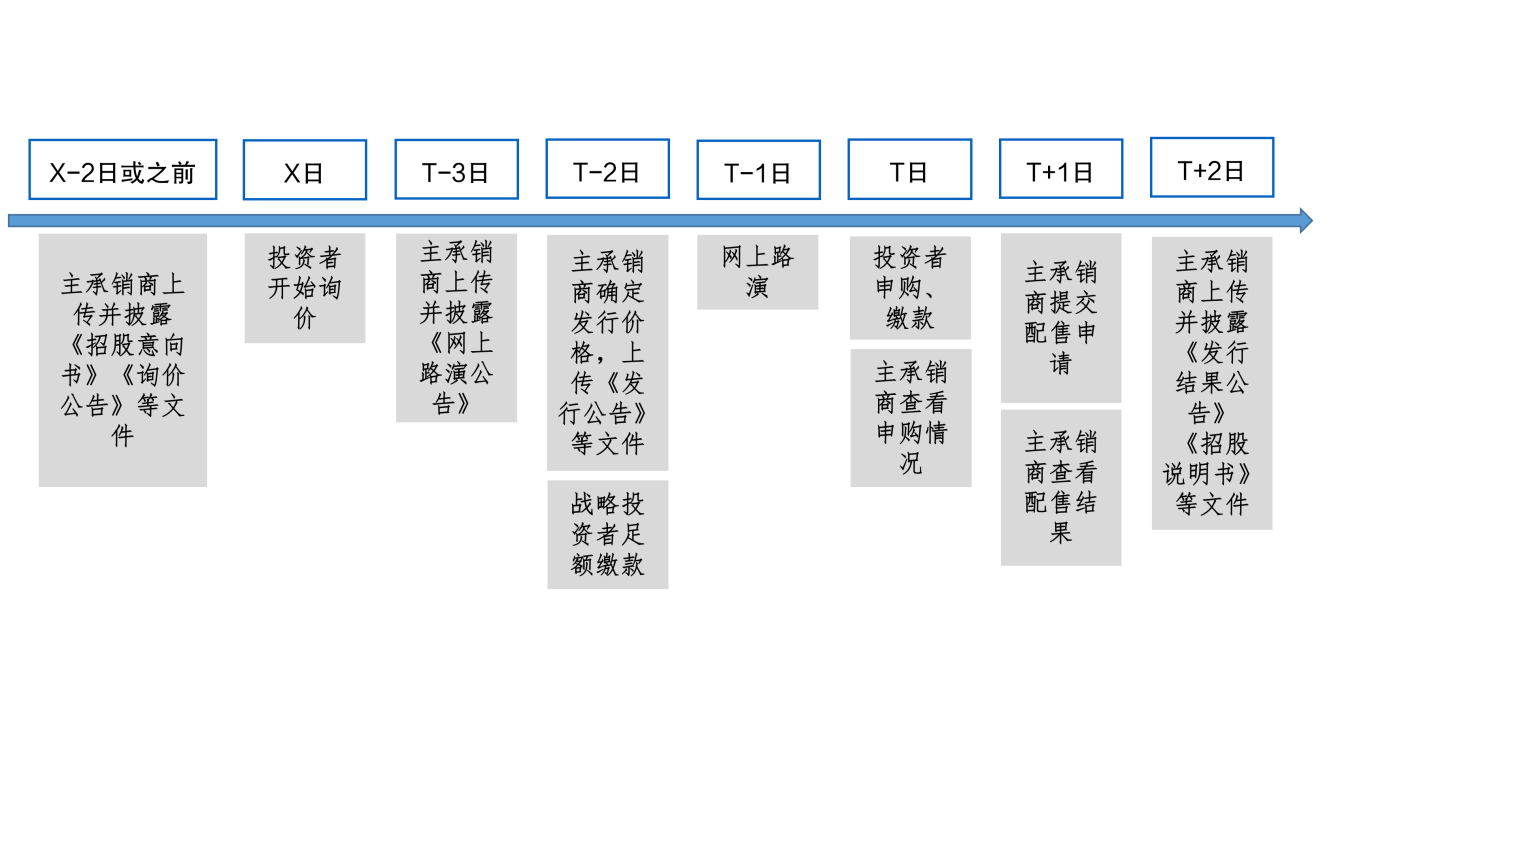 X-2日或之前
X日
T-3日
T-2日
T-1日
T日
T+1日
T+2日
主承销商上
传并披露
《招股意向
书》《询价
公告》等文
件
投资者
开始询
价
主承销
商上传
并披露
《网上
路演公
告》
主承销
商确定
发行价
格，上
传《发
行公告》
等文件
战略投
资者足
额缴款
网上路
演
投资者
申购、
缴款
主承销
商查看
申购情
况
主承销
商提交
配售申
请
主承销
商查看
配售结
果
主承销
商上传
并披露
《发行
结果公
告》
《招股
说明书》
等文件